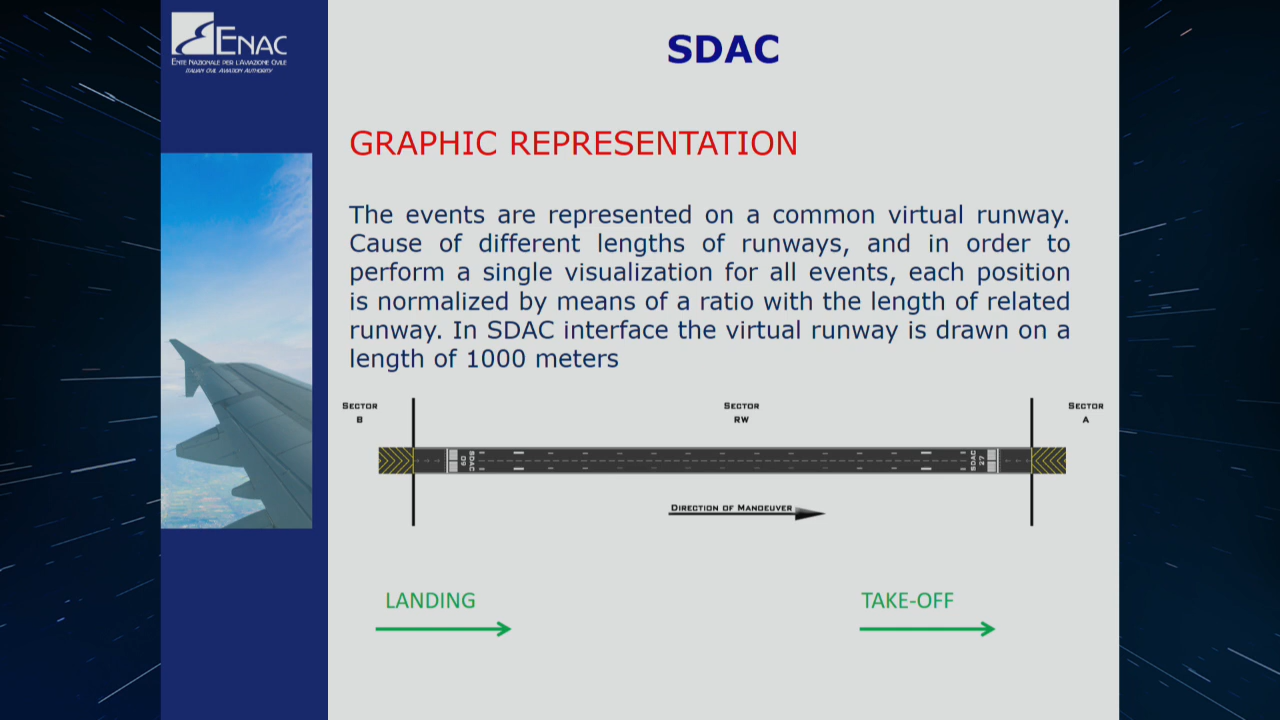 ENAC
ENTE NAZIONALE PER L'AVIAZIONE CIVILE
ITALIAN CIVIL AVIATION AUTHORITY
SDAC
GRAPHIC REPRESENTATION
The events are represented on a common virtual runway.
Cause of different lengths of runways, and in order to
perform a single visualization for all events, each position
is normalized by means of a ratio with the length of related
runway. In SDAC interface the virtual runway is drawn on a
length of 1000 meters
SECTOR
B
SECTOR
RW
SECTOR
A
09
SDAC
SDAC
27
DIRECTION OF MANOEUVER
LANDING
TAKE-OFF